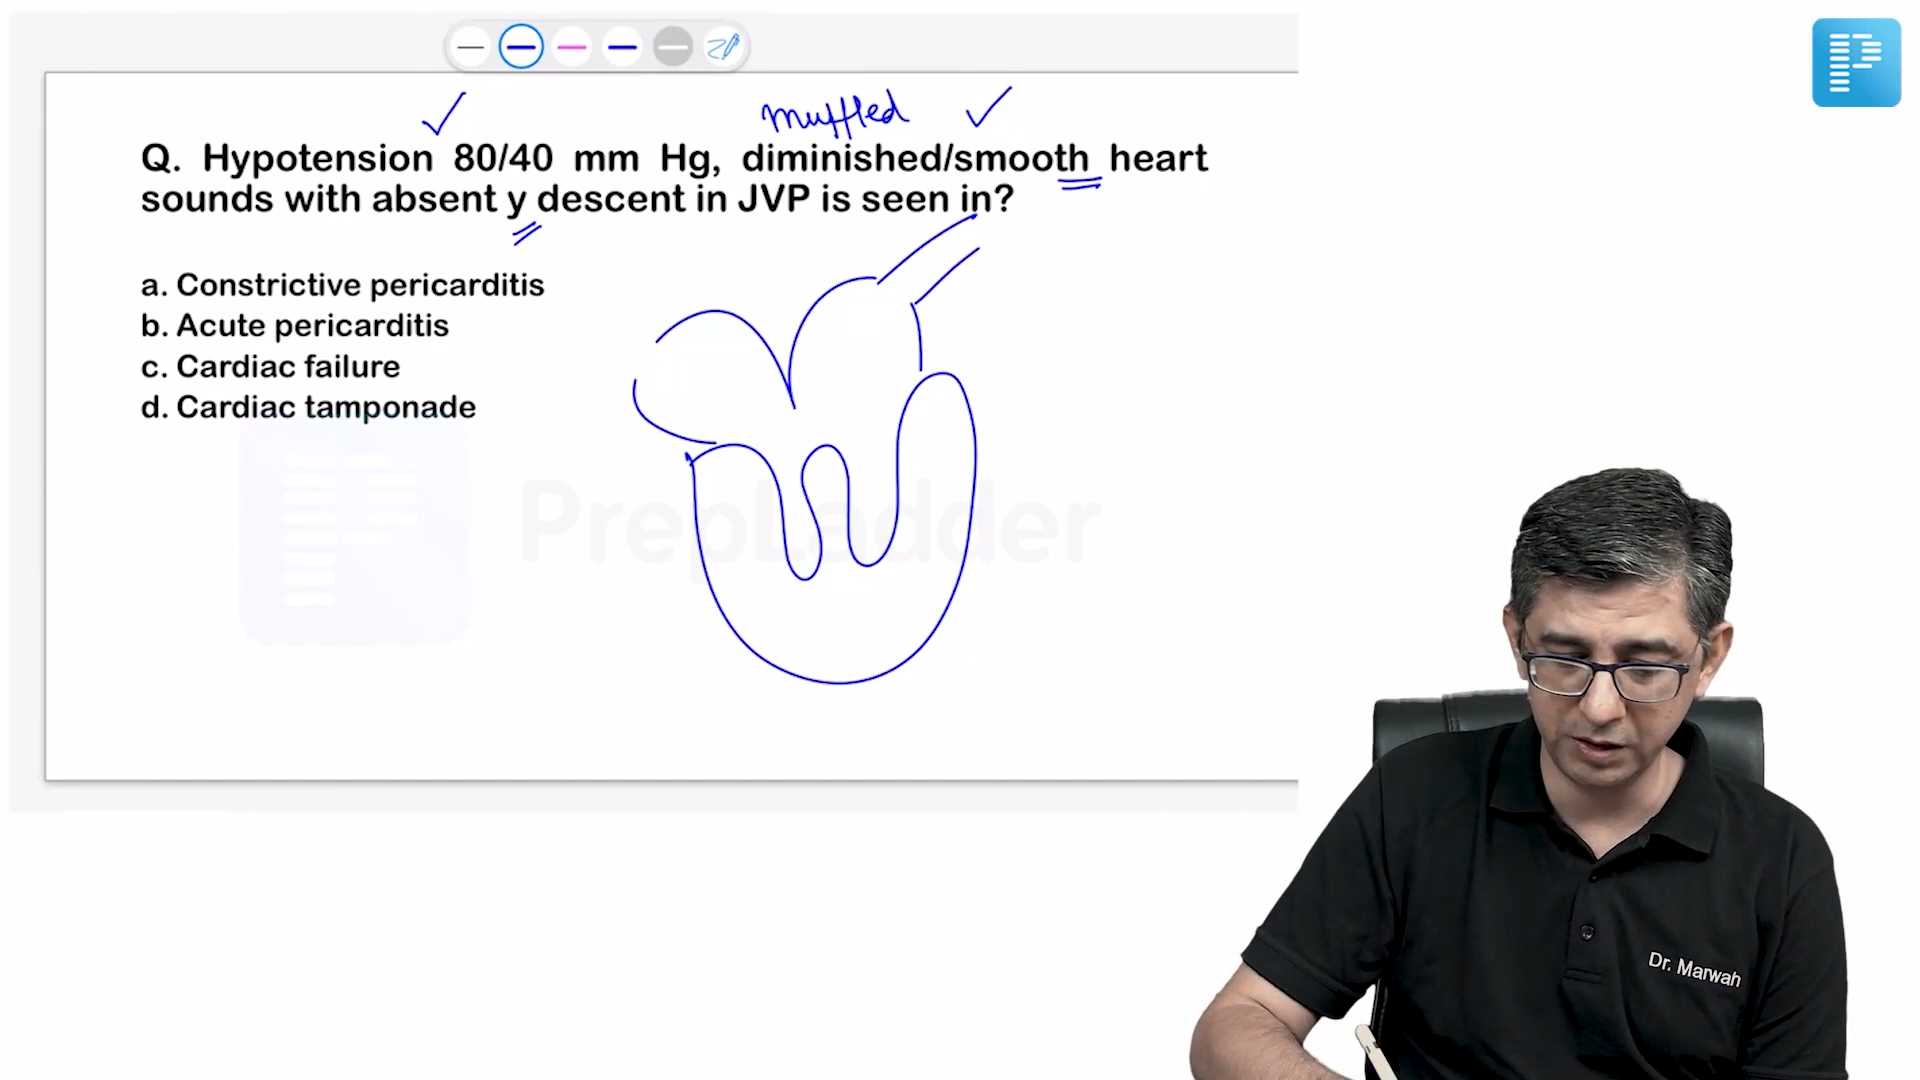 muffled
Q. Hypotension 80/40 mm Hg, diminished/smooth heart
sounds with absent y descent in JVP is seen in?
a. Constrictive pericarditis
b. Acute pericarditis
c. Cardiac failure
d. Cardiac tamponade
PrepLadder
Dr. Marwah